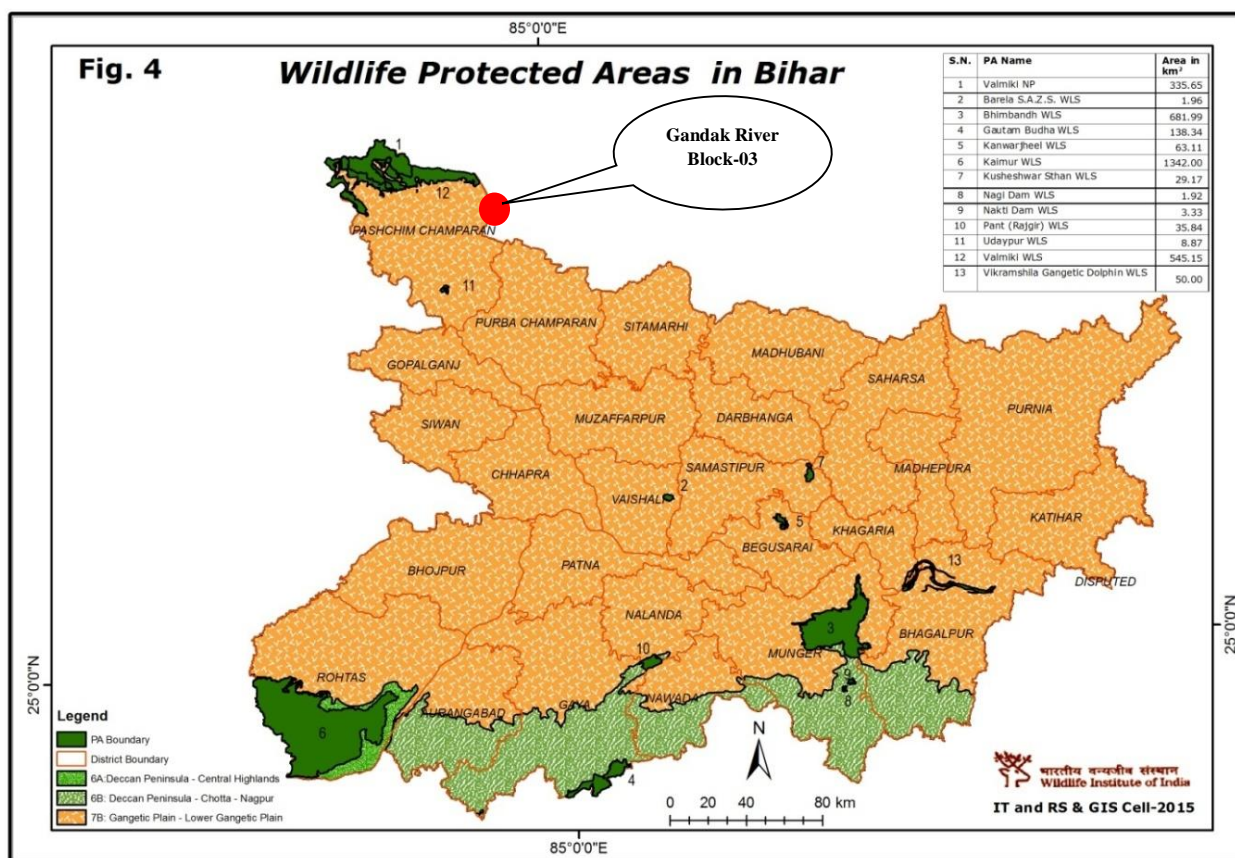 85°0'0"E
Fig. 4
Wildlife Protected Areas in Bihar
S.N. PA Name Area in km²
1 Valmiki NP 335.65
2 Barela S.A.Z.S. WLS 1.96
3 Bhimbandh WLS 681.99
4 Gautam Budha WLS 138.34
5 Kanwarjheel WLS 63.11
6 Kaimur WLS 1342.00
7 Kusheshwar Sthan WLS 29.17
8 Nagi Dam WLS 1.92
9 Nakti Dam WLS 3.33
10 Pant (Rajgir) WLS 35.84
11 Udaypur WLS 8.87
12 Valmiki WLS 545.15
13 Vikramshila Gangetic Dolphin WLS 50.00
Gandak River
Block-03
1
12
PASHCHIM CHAMPARAN
11
PURBA CHAMPARAN
SITAMARHI
MADHUBANI
GOPALGANJ
SAHARSA
PURNIA
SIWAN
MUZAFFARPUR
DARBHANGA
CHHAPRA
SAMASTIPUR
7
MADHEPURA
VAISHALI
2
5
KHAGARIA
KATIHAR
BEGUSARAI
BHOJPUR
PATNA
13
DISPUTED
NALANDA
3
BHAGALPUR
10
MUNGER
ROHTAS
NAWADA
9
8
AURANGABAD
GAYA
6
4
25°0'0"N
25°0'0"N
Legend
PA Boundary
District Boundary
6A:Deccan Peninsula - Central Highlands
6B: Deccan Peninsula - Chotta - Nagpur
7B: Gangetic Plain - Lower Gangetic Plain
N
0 20 40 80 km
भारतीय वन्यजीव संस्थान
Wildlife Institute of India
IT and RS & GIS Cell-2015
85°0'0"E